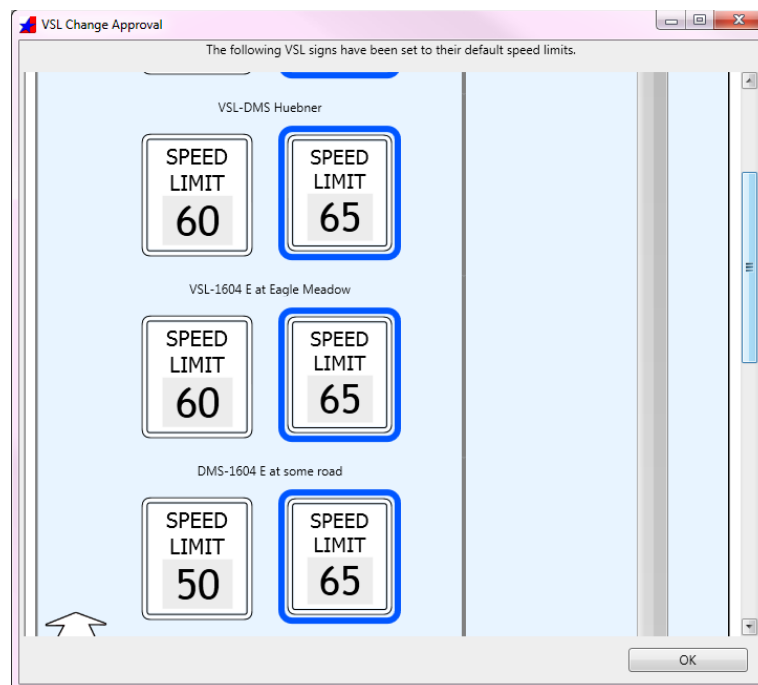 VSL Change Approval
The following VSL signs have been set to their default speed limits.
VSL-DMS Huebner
SPEED
LIMIT
60
SPEED
LIMIT
65
VSL-1604 E at Eagle Meadow
SPEED
LIMIT
60
SPEED
LIMIT
65
DMS-1604 E at some road
SPEED
LIMIT
50
SPEED
LIMIT
65
OK